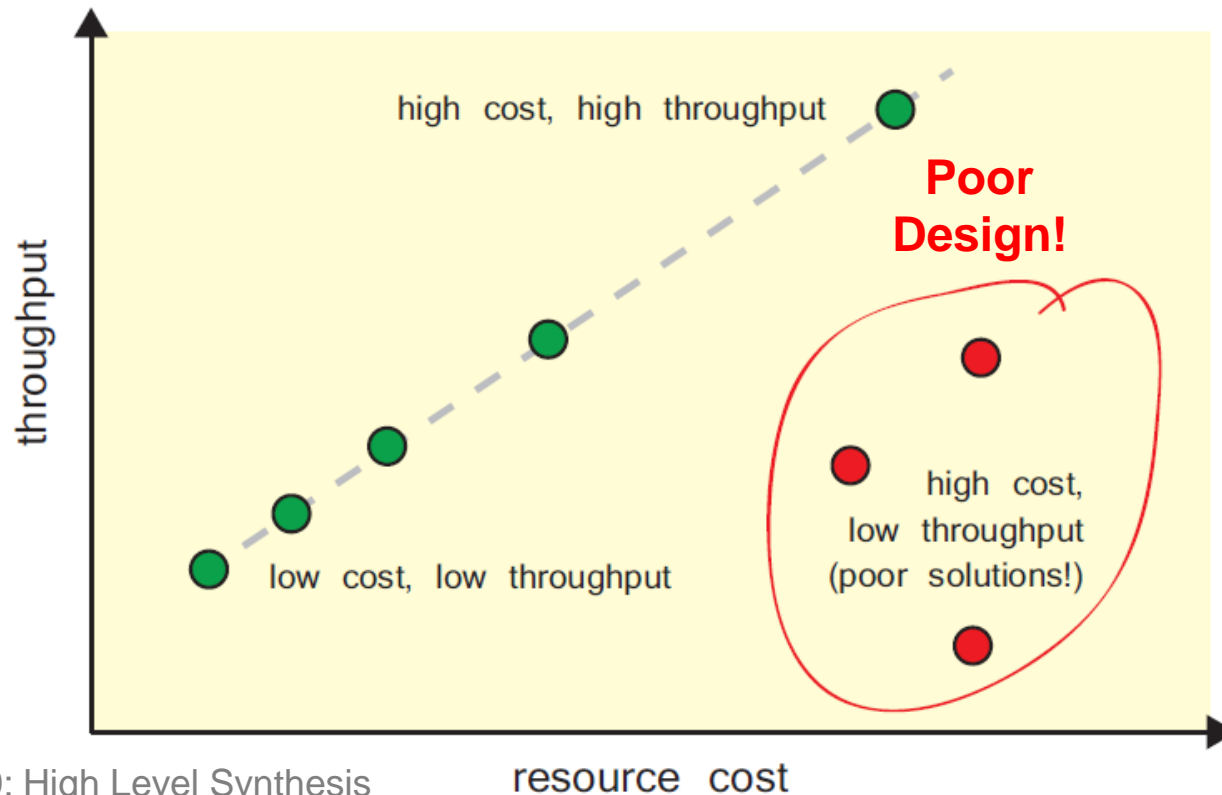 high cost, high throughput
Poor
Design!
throughput
high cost,
low throughput
(poor solutions!)
low cost, low throughput
: High Level Synthesis
resource cost